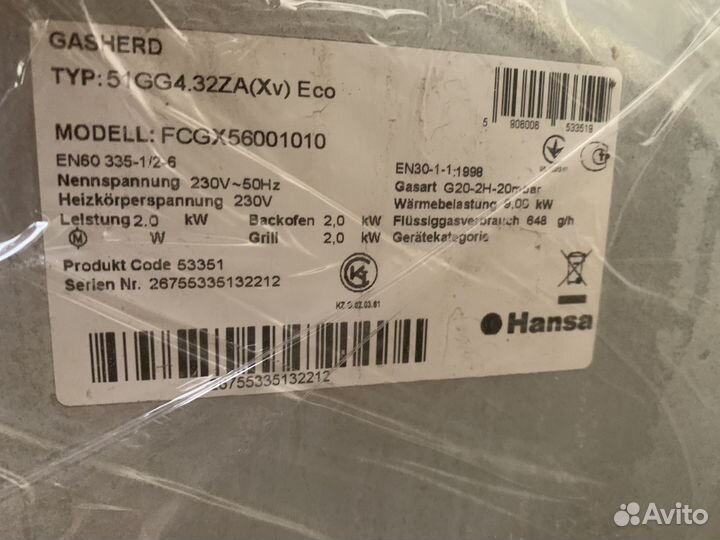 GASHERD
TYP: 51GG4.32ZA(Xv) Eco
MODELL: FCGX56001010
EN60 335-1/2-6
Nennspannung 230V~50Hz
Heizkörperspannung 230V
Leistung 2.0 kW Backofen 2,0 kW
M W Grill 2,0 kW
Produkt Code 53351
Serien Nr. 26755335132212
5 906006 533519
EN30-1-1:1998
Gasart G20-2H-20mbar
Wärmebelastung 9,00 kW
Flüssiggasverbrauch 648 g/h
Gerätekategorie
Hansa
26755335132212
Avito